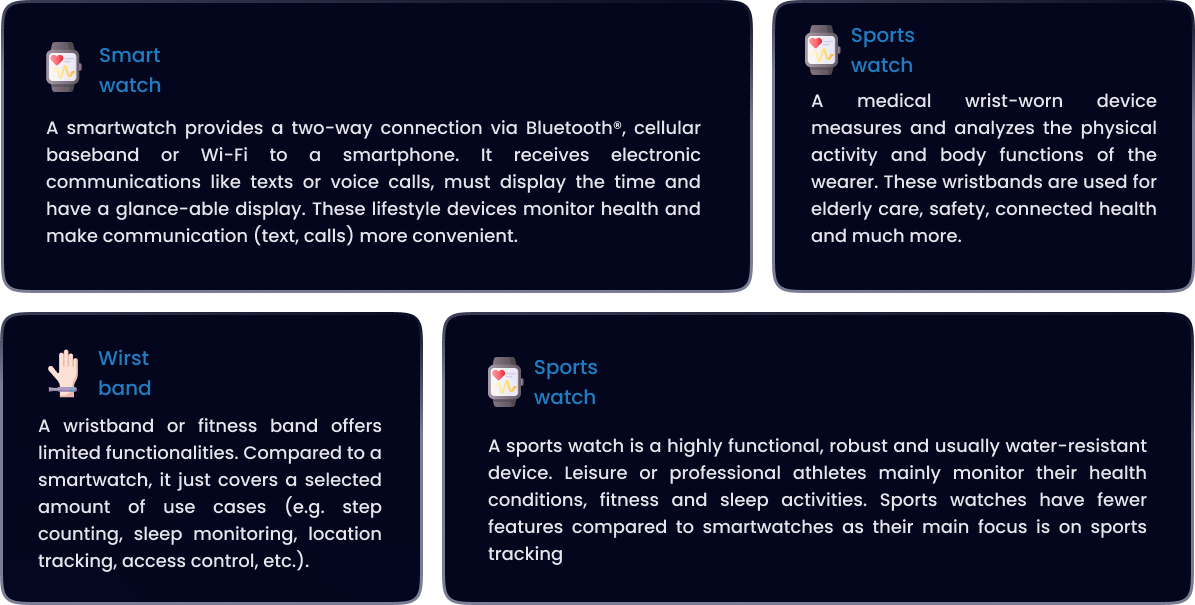 Smart
watch
A smartwatch provides a two-way connection via Bluetooth®, cellular
baseband or Wi-Fi to a smartphone. It receives electronic
communications like texts or voice calls, must display the time and
have a glance-able display. These lifestyle devices monitor health and
make communication (text, calls) more convenient.
Sports
watch
A medical wrist-worn device
measures and analyzes the physical
activity and body functions of the
wearer. These wristbands are used for
elderly care, safety, connected health
and much more.
Wirst
band
A wristband or fitness band offers
limited functionalities. Compared to a
smartwatch, it just covers a selected
amount of use cases (e.g. step
counting, sleep monitoring, location
tracking, access control, etc.).
Sports
watch
A sports watch is a highly functional, robust and usually water-resistant
device. Leisure or professional athletes mainly monitor their health
conditions, fitness and sleep activities. Sports watches have fewer
features compared to smartwatches as their main focus is on sports
tracking